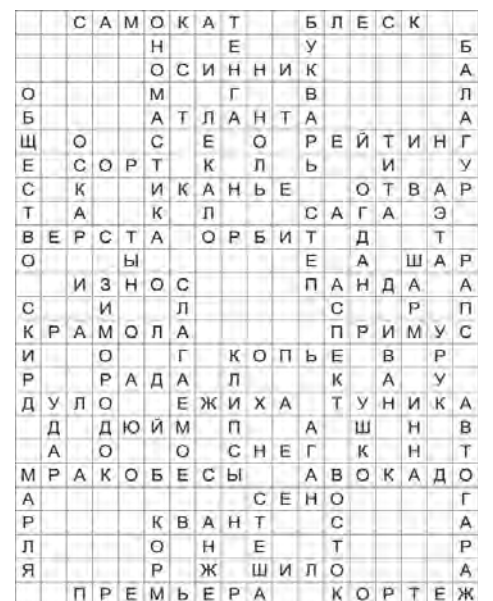 САМОКАТ БЛЕСК
Н Е У Б
ОСИННИК А
О М Г В Л
Б АТЛАНТА А
Щ О С Е О РЕЙТИНГ
Е СОРТ К Л Ь И У
С К ИКАНЬЕ ОТВАР
Т А К Л САГА Э
ВЕРСТА ОРБИТ Д Т
О Ы Е А ШАР
ИЗНОС ПАНДА А
С И Л С Р П
КРАМОЛА ПРИМУС
И О Г КОПЬЕ В Р
Р РАДА Л К А У
ДУЛО ЕЖИХА ТУНИКА
Д ДЮЙМ П А Ш Н В
А О О СНЕГ К Н Т
МРАКОБЕСЫ АВОКАДО
А СЕНО Г
Р КВАНТ С А
Л О Н Е Т Р
Я Р Ж ШИЛО А
ПРЕМЬЕРА КОРТЕЖ